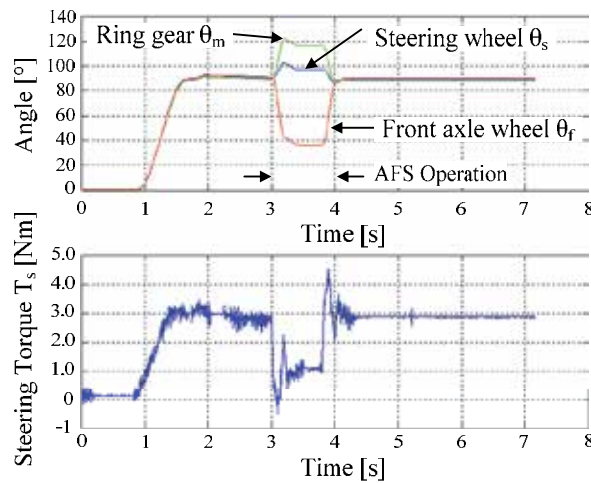 140
120
100
80
60
40
20
0
Angle [°]
Ring gear θm
Steering wheel θs
Front axle wheel θf
AFS Operation
0 1 2 3 4 5 6 7 8
Time [s]
5.0
4.0
3.0
2.0
1.0
0
-1
Steering Torque Ts [Nm]
0 1 2 3 4 5 6 7 8
Time [s]